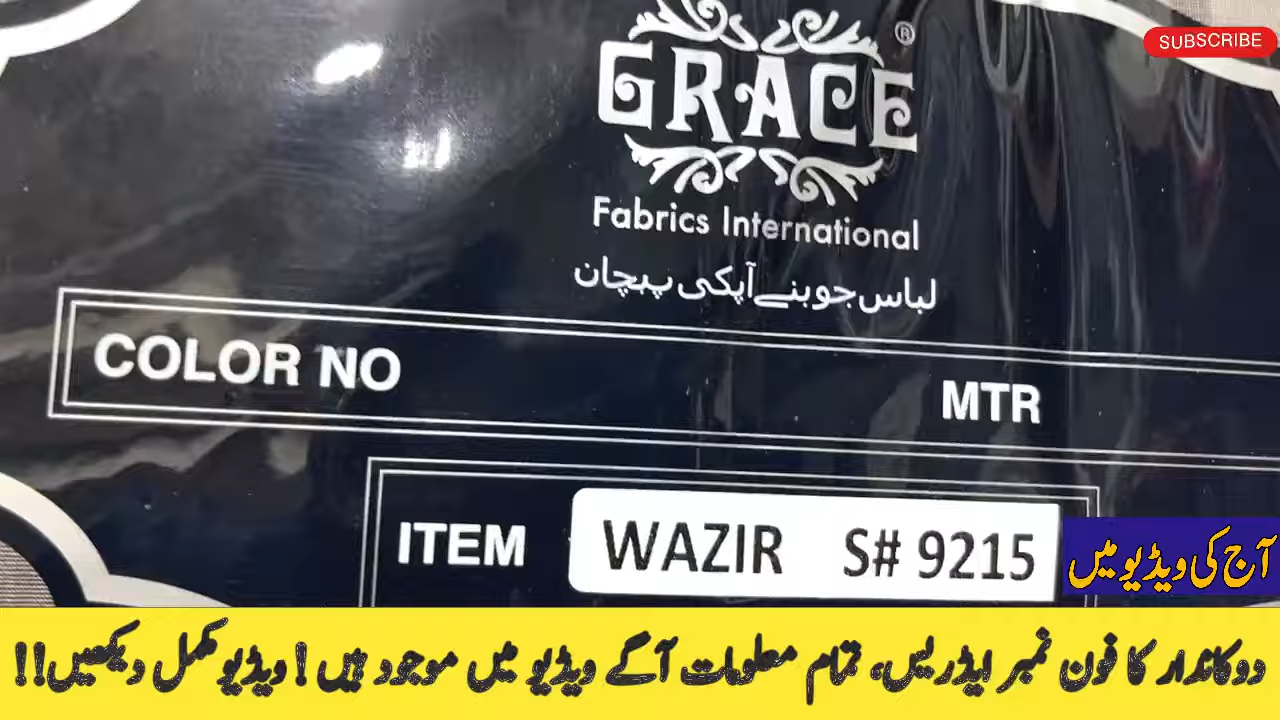 SUBSCRIBE
GRACE®
Fabrics International
لباس جو بنے آپکی پہچان
COLOR NO
MTR
ITEM
WAZIR S# 9215
آج کی ویڈیو میں
دوکاندار کا فون نمبر ایڈریس، تمام معلومات آگے ویڈیو میں موجود ہیں ! ویڈیو مکمل دیکھیں!!